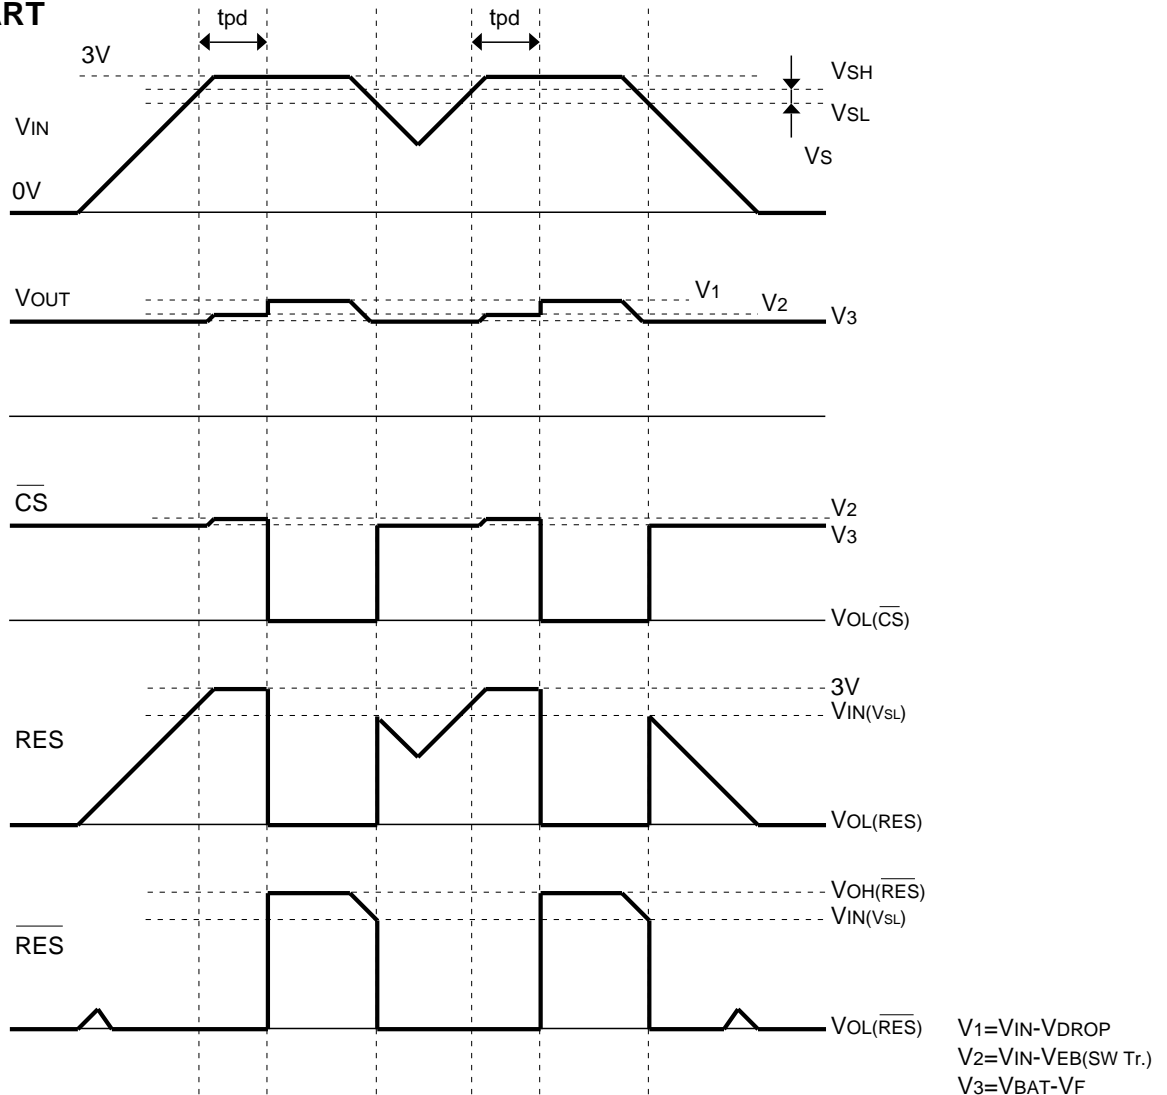 ART
tpd tpd
3V
VSH
VSL
VIN
VS
0V
VOUT
V1
V2
V3
CS
V2
V3
VOL(CS)
3V
VIN(VSL)
RES
VOL(RES)
VOH(RES)
VIN(VSL)
RES
VOL(RES)
V1=VIN-VDROP
V2=VIN-VEB(SW Tr.)
V3=VBAT-VF